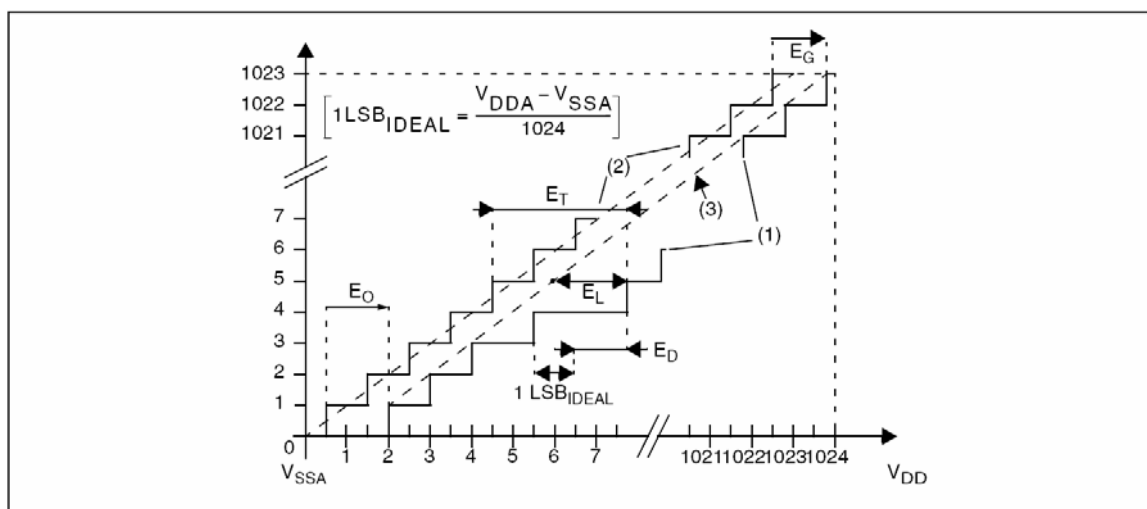 E_G
1023
1022
1021
[1LSB_IDEAL = V_DDA – V_SSA / 1024]
(2)
E_T
(3)
(1)
7
6
5
4
3
2
1
0
E_O
E_L
E_D
1 LSB_IDEAL
1 2 3 4 5 6 7 1021 1022 1023 1024
V_SSA V_DD